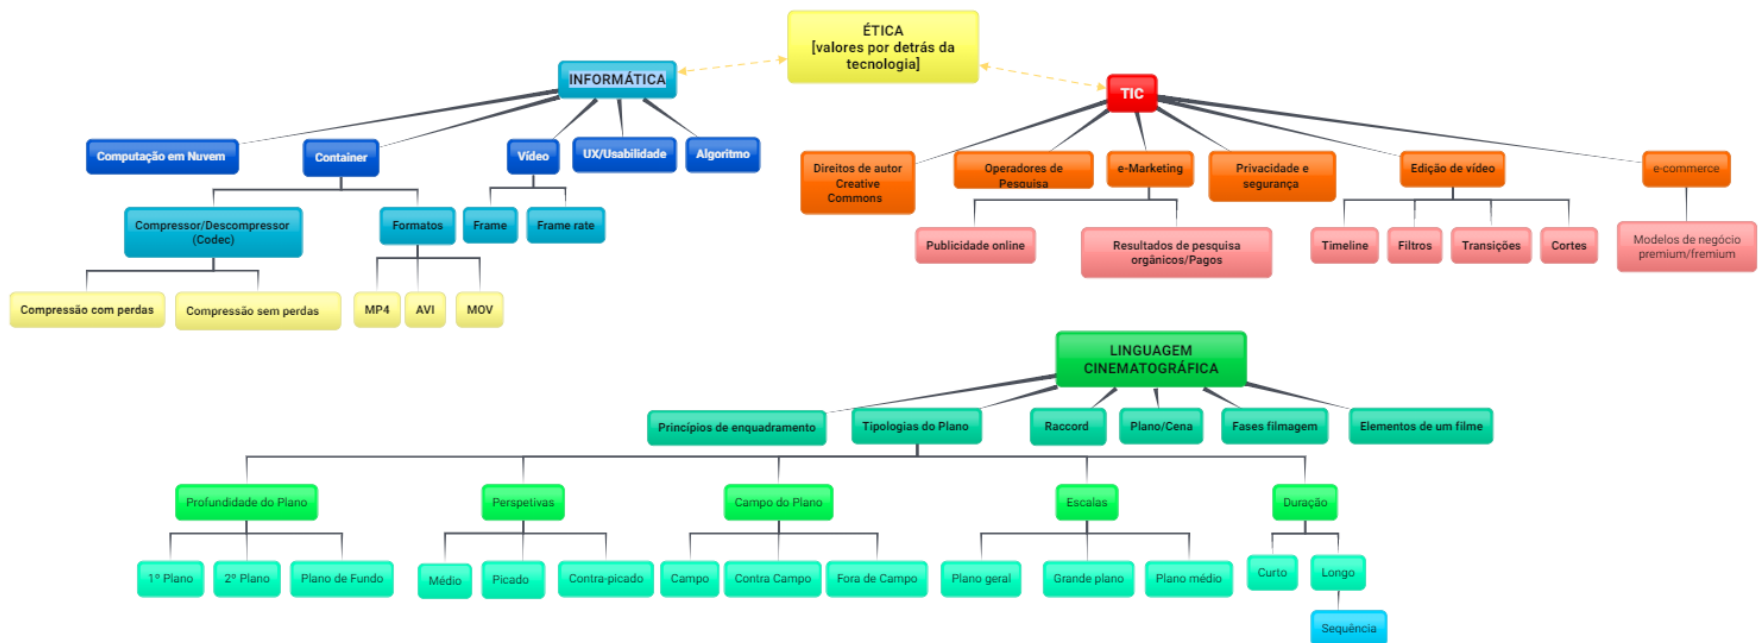 ÉTICA
[valores por detrás da
tecnologia]
INFORMÁTICA
TIC
Computação em Nuvem
Container
Vídeo
UX/Usabilidade
Algoritmo
Direitos de autor
Creative
Commons
Operadores de
Pesquisa
e-Marketing
Privacidade e
segurança
Edição de vídeo
e-commerce
Compressor/Descompressor
(Codec)
Formatos
Frame
Frame rate
Publicidade online
Resultados de pesquisa
orgânicos/Pagos
Timeline
Filtros
Transições
Cortes
Modelos de negócio
premium/fremium
Compressão com perdas
Compressão sem perdas
MP4
AVI
MOV
LINGUAGEM
CINEMATOGRÁFICA
Princípios de enquadramento
Tipologias do Plano
Raccord
Plano/Cena
Fases filmagem
Elementos de um filme
Profundidade do Plano
Perspetivas
Campo do Plano
Escalas
Duração
1º Plano
2º Plano
Plano de Fundo
Médio
Picado
Contra-picado
Campo
Contra Campo
Fora de Campo
Plano geral
Grande plano
Plano médio
Curto
Longo
Sequência